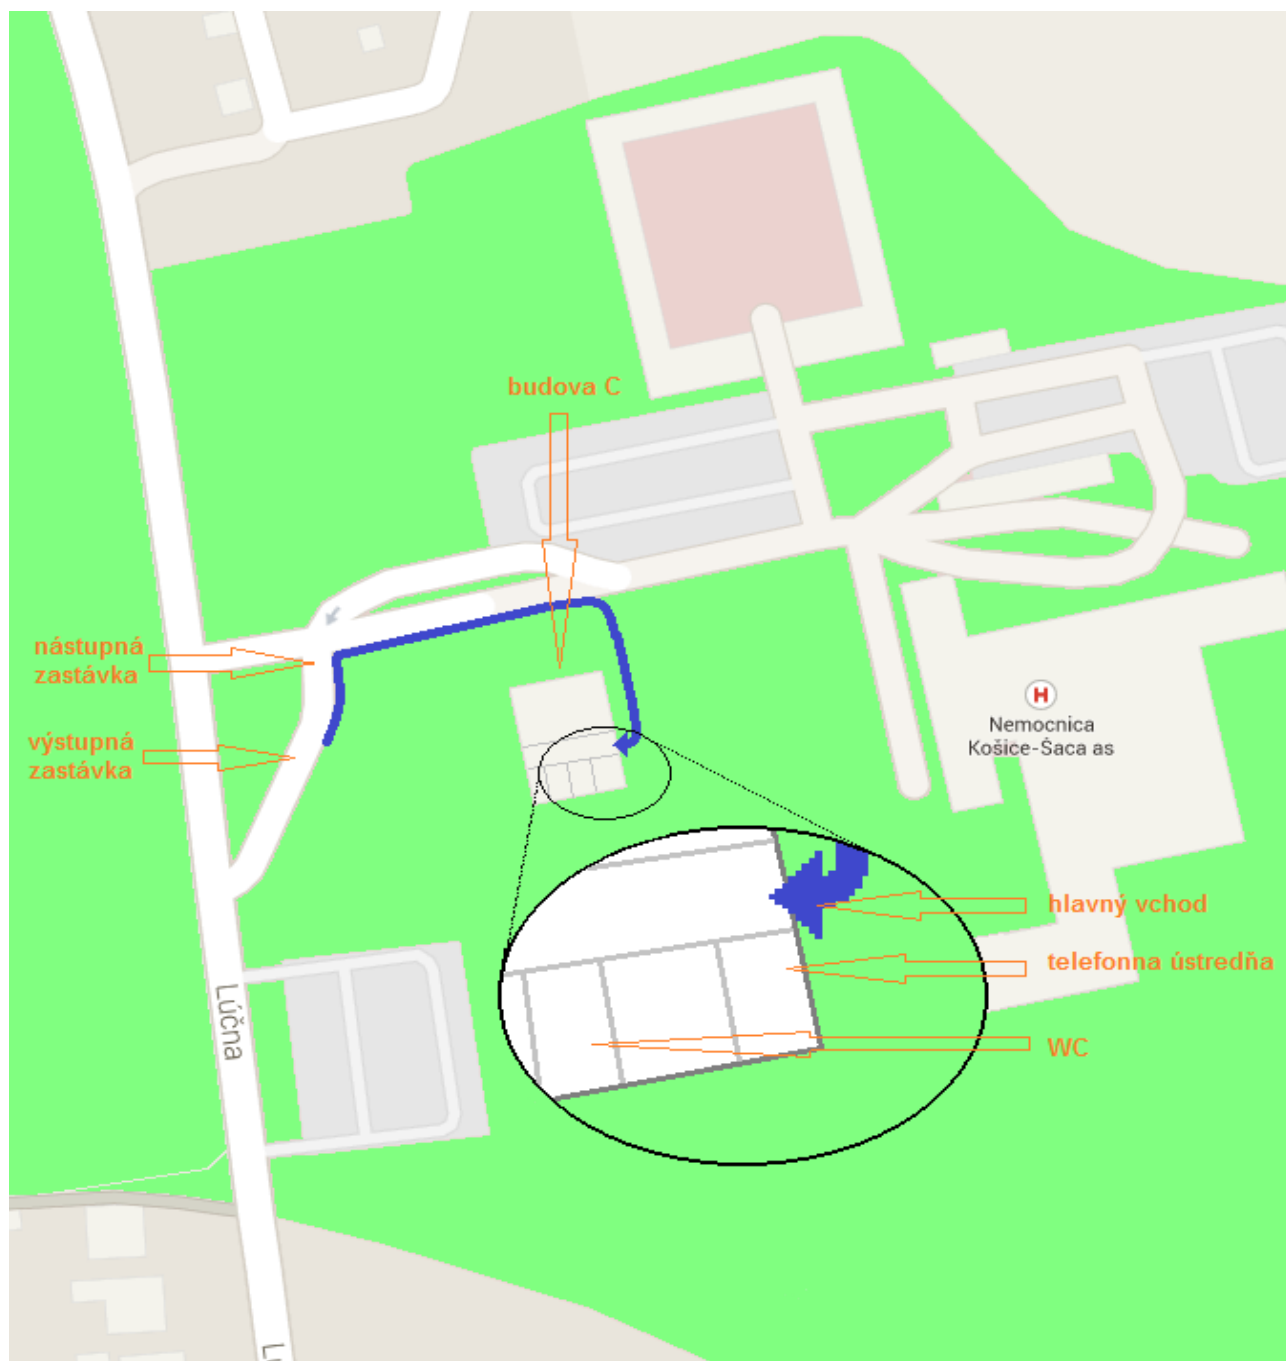 budova C
nástupná
zastávka
výstupná
zastávka
Nemocnica
Košice-Šaca as
H
hlavný vchod
telefonna ústredňa
WC
Lúčna